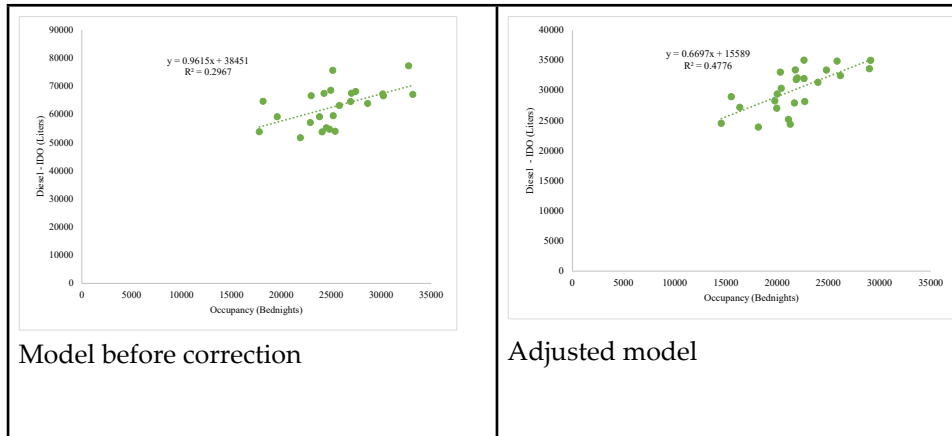 90000
80000
70000
60000
50000
40000
30000
20000
10000
0
Diesel - IDO (Liters)
y = 0.9615x + 38451
R² = 0.2967
0 5000 10000 15000 20000 25000 30000 35000
Occupancy (Bednights)
Model before correction
40000
35000
30000
25000
20000
15000
10000
5000
0
Diesel - IDO (Liters)
y = 0.6697x + 15589
R² = 0.4776
0 5000 10000 15000 20000 25000 30000 35000
Occupancy (Bednights)
Adjusted model